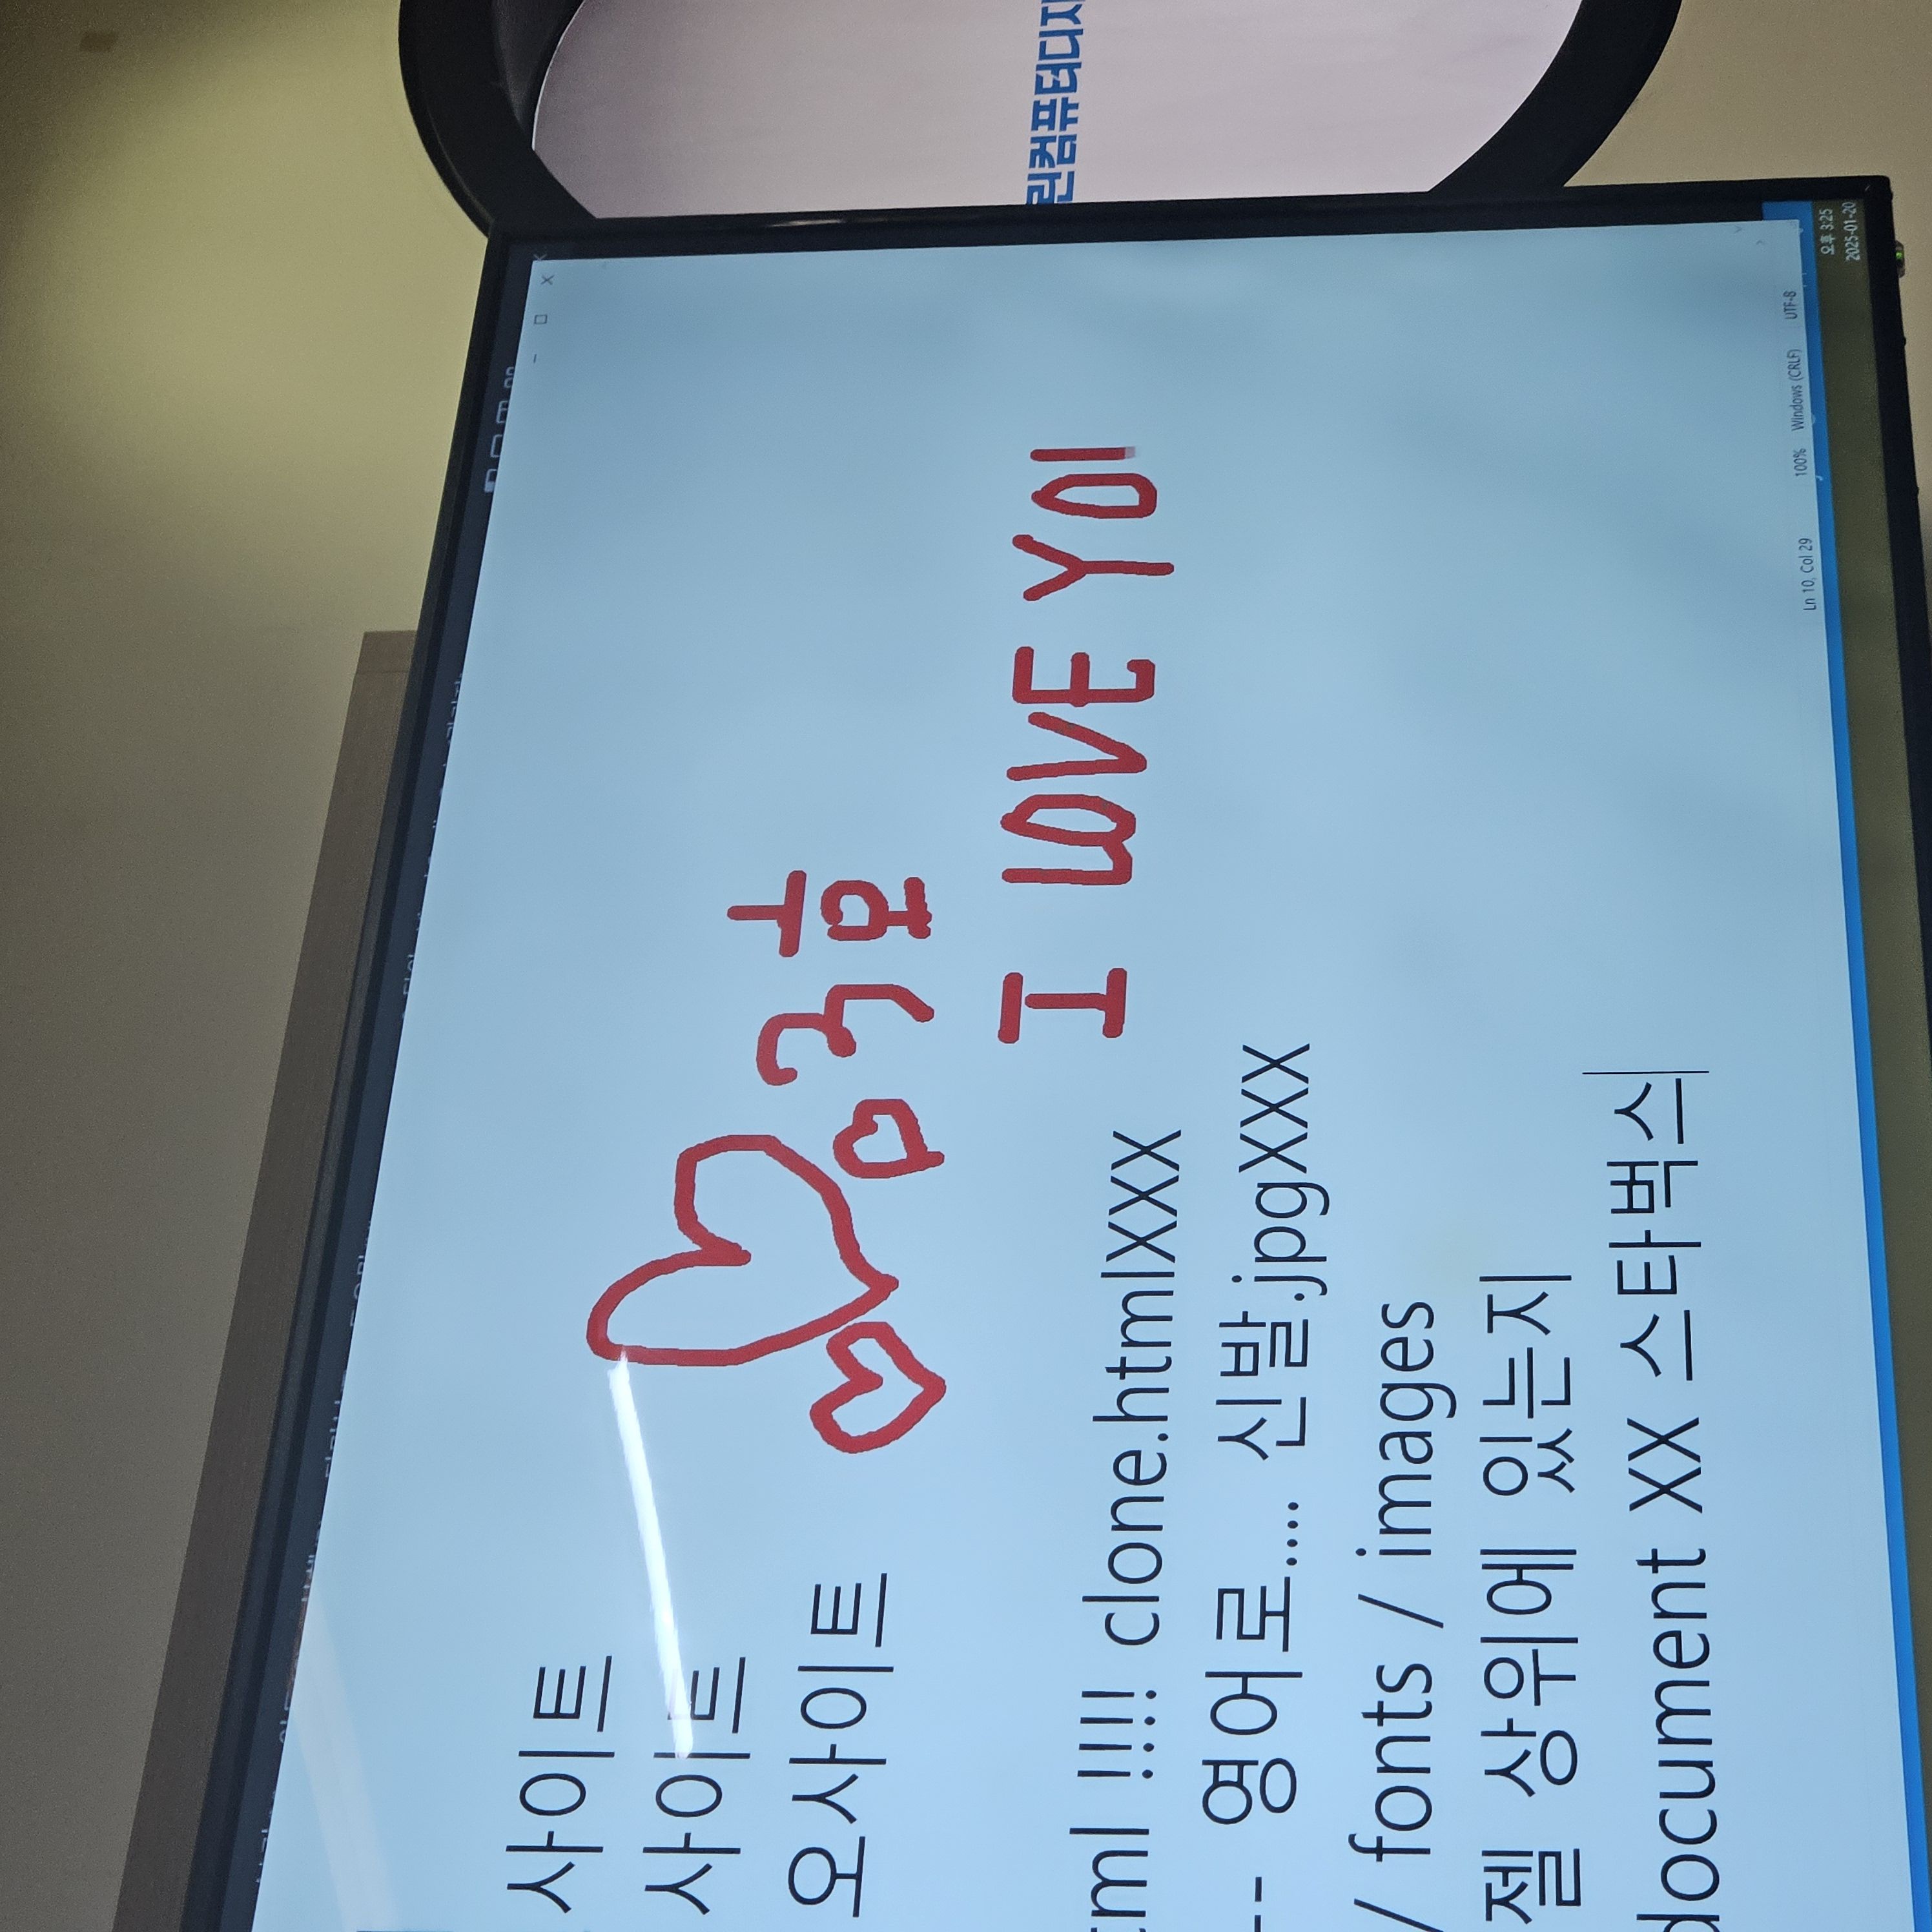 사이트
사이트
오사이트
3호
I LOVE YOI
tml !!!! clone.htmlXXX
-- 영어로.... 신발.jpgXXX
/ fonts / images
젤 상위에 있는지
document XX 스타벅스
Ln 10, Col 29 100% Windows (CRLF) UTF-8
오후 3:25
2025-01-20
린컴퓨터디지